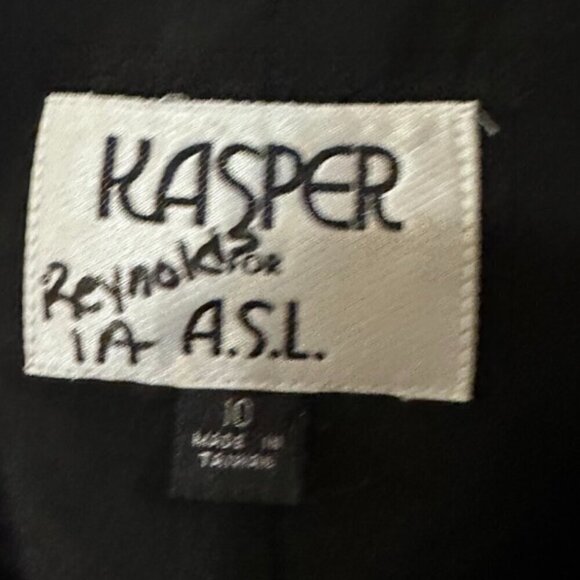 KASPER
FOR
Reynolds
1A
A.S.L.
10
MADE IN
TAIWAN